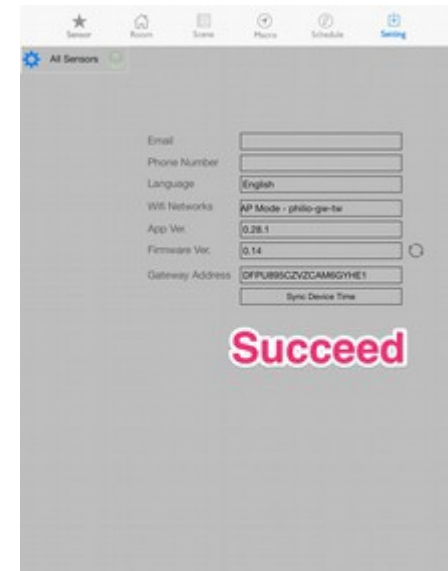 Sensor Room Scene Macro Schedule Setting
All Sensors
Email
Phone Number
Language English
Wifi Networks AP Mode - philio-gw-tw
App Ver. 0.28.1
Firmware Ver. 0.14
Gateway Address DFPU895CZVZCAM6GYHE1
Sync Device Time
Succeed